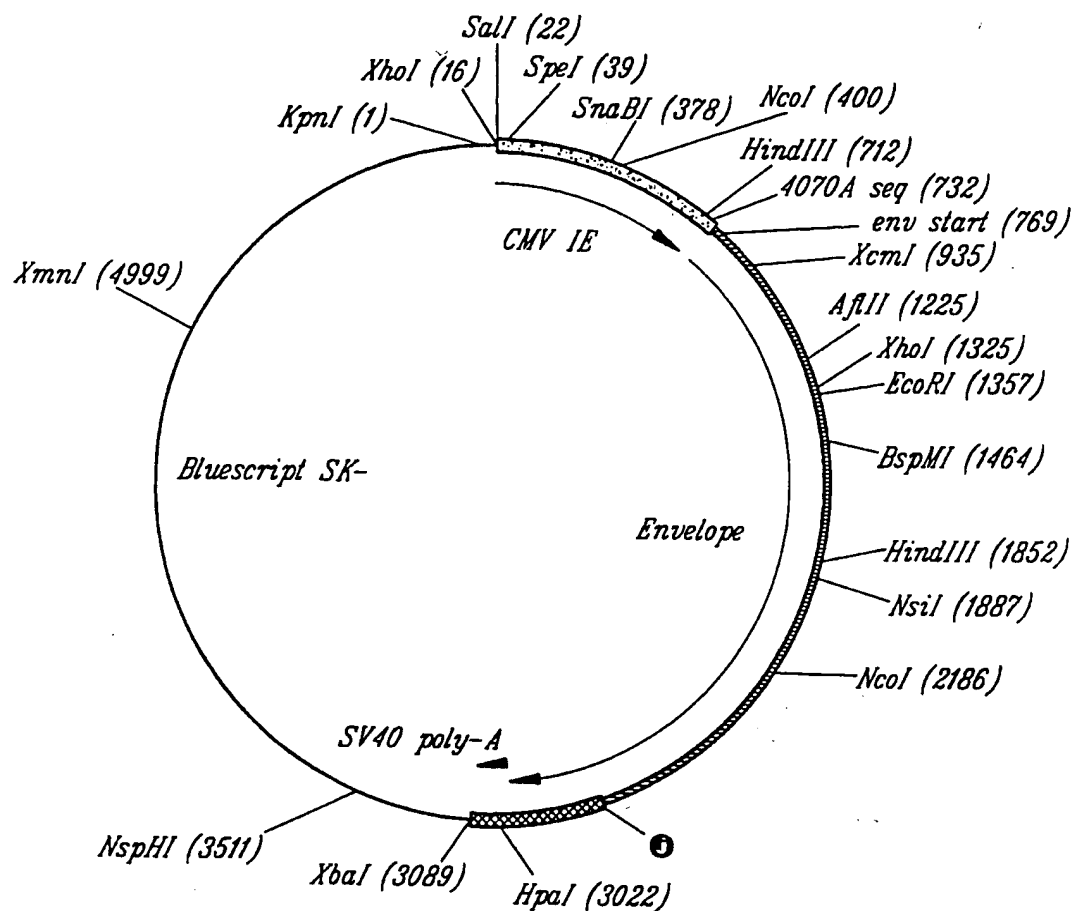 SalI (22)
XhoI (16)
SpeI (39)
KpnI (1)
SnaBI (378)
NcoI (400)
HindIII (712)
4070A seq (732)
env start (769)
CMV IE
XcmI (935)
XmnI (4999)
AflII (1225)
XhoI (1325)
EcoRI (1357)
BspMI (1464)
Bluescript SK-
Envelope
HindIII (1852)
NsiI (1887)
NcoI (2186)
SV40 poly-A
NspHI (3511)
XbaI (3089)
HpaI (3022)